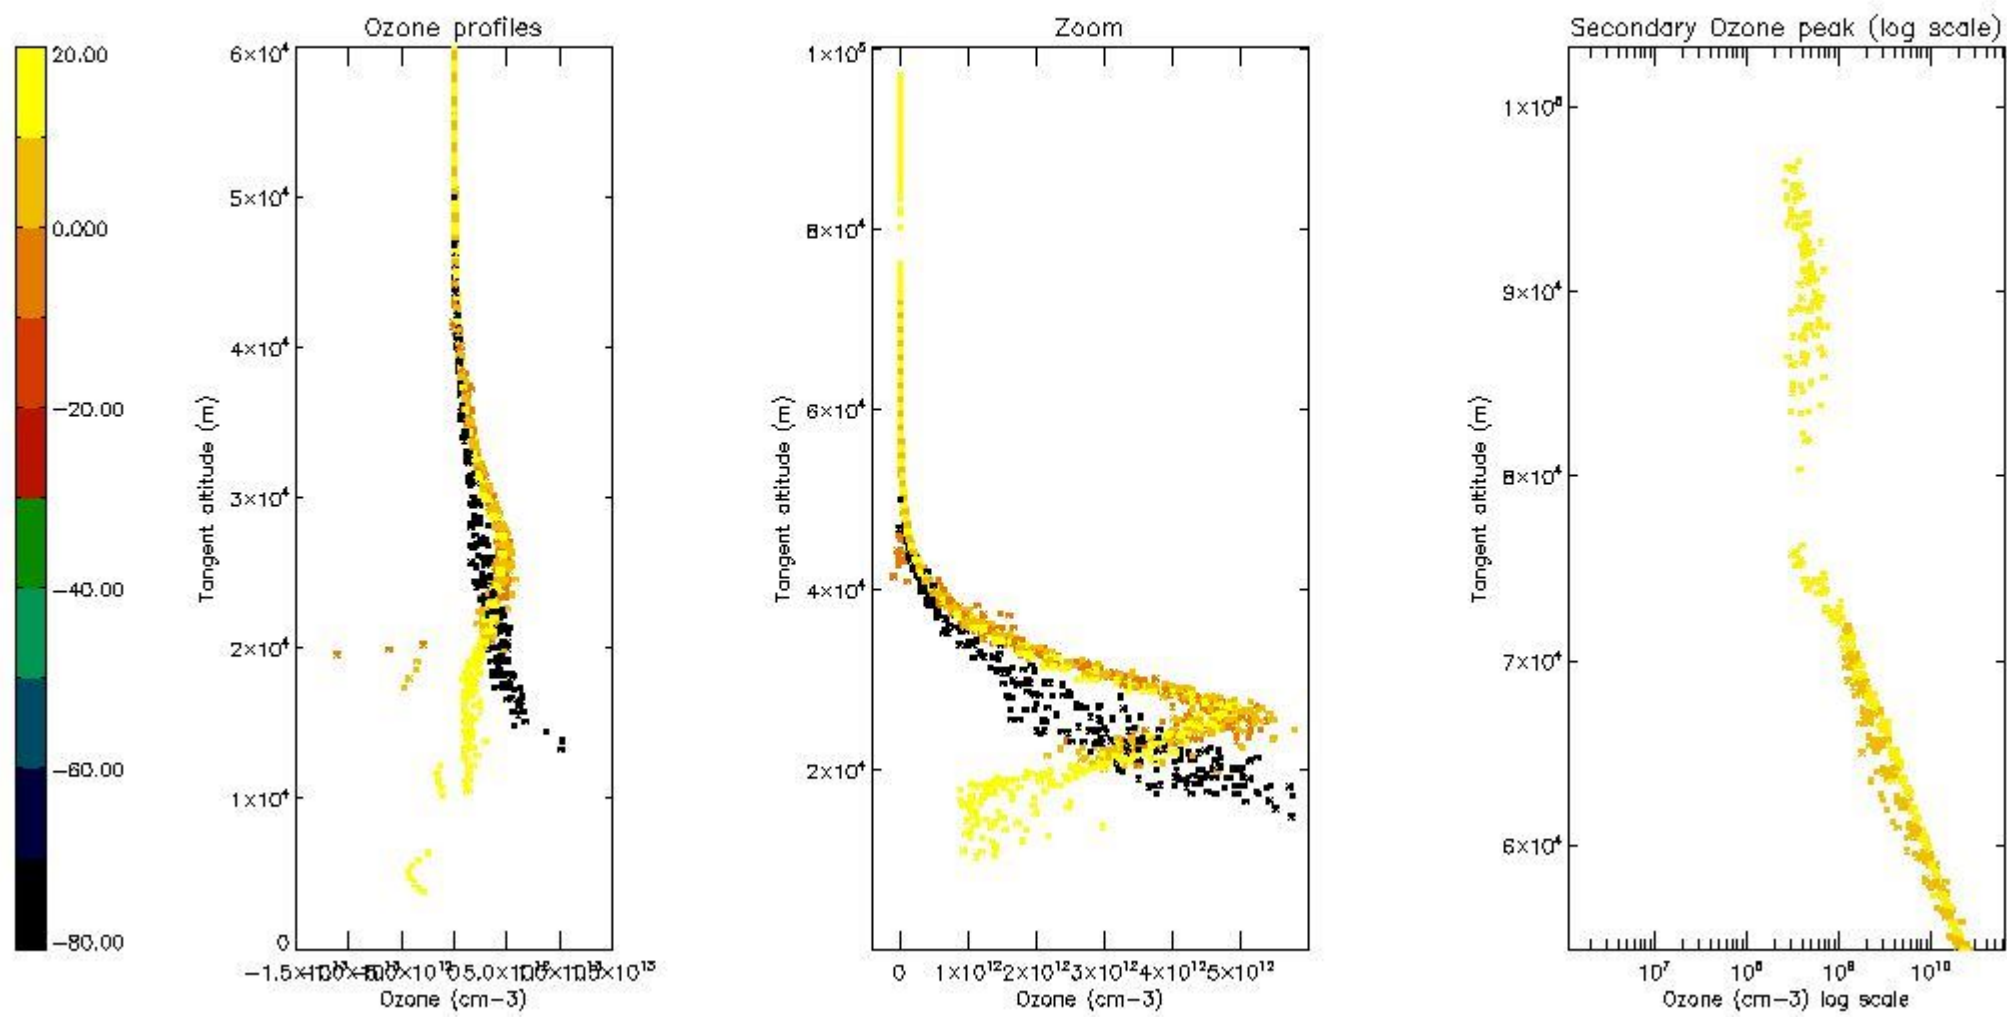 Ozone profiles
Zoom
Secondary Ozone peak (log scale)
20.00
0.000
−20.00
−40.00
−60.00
−80.00
6×10⁴
5×10⁴
4×10⁴
3×10⁴
2×10⁴
1×10⁴
0
Tangent altitude (m)
Ozone (cm−3)
1×10⁵
8×10⁴
6×10⁴
4×10⁴
2×10⁴
Tangent altitude (m)
0 1×10¹² 2×10¹² 3×10¹² 4×10¹² 5×10¹²
Ozone (cm−3)
9×10⁴
8×10⁴
7×10⁴
6×10⁴
Tangent altitude (m)
10⁷ 10⁸ 10⁹ 10¹⁰
Ozone (cm−3) log scale